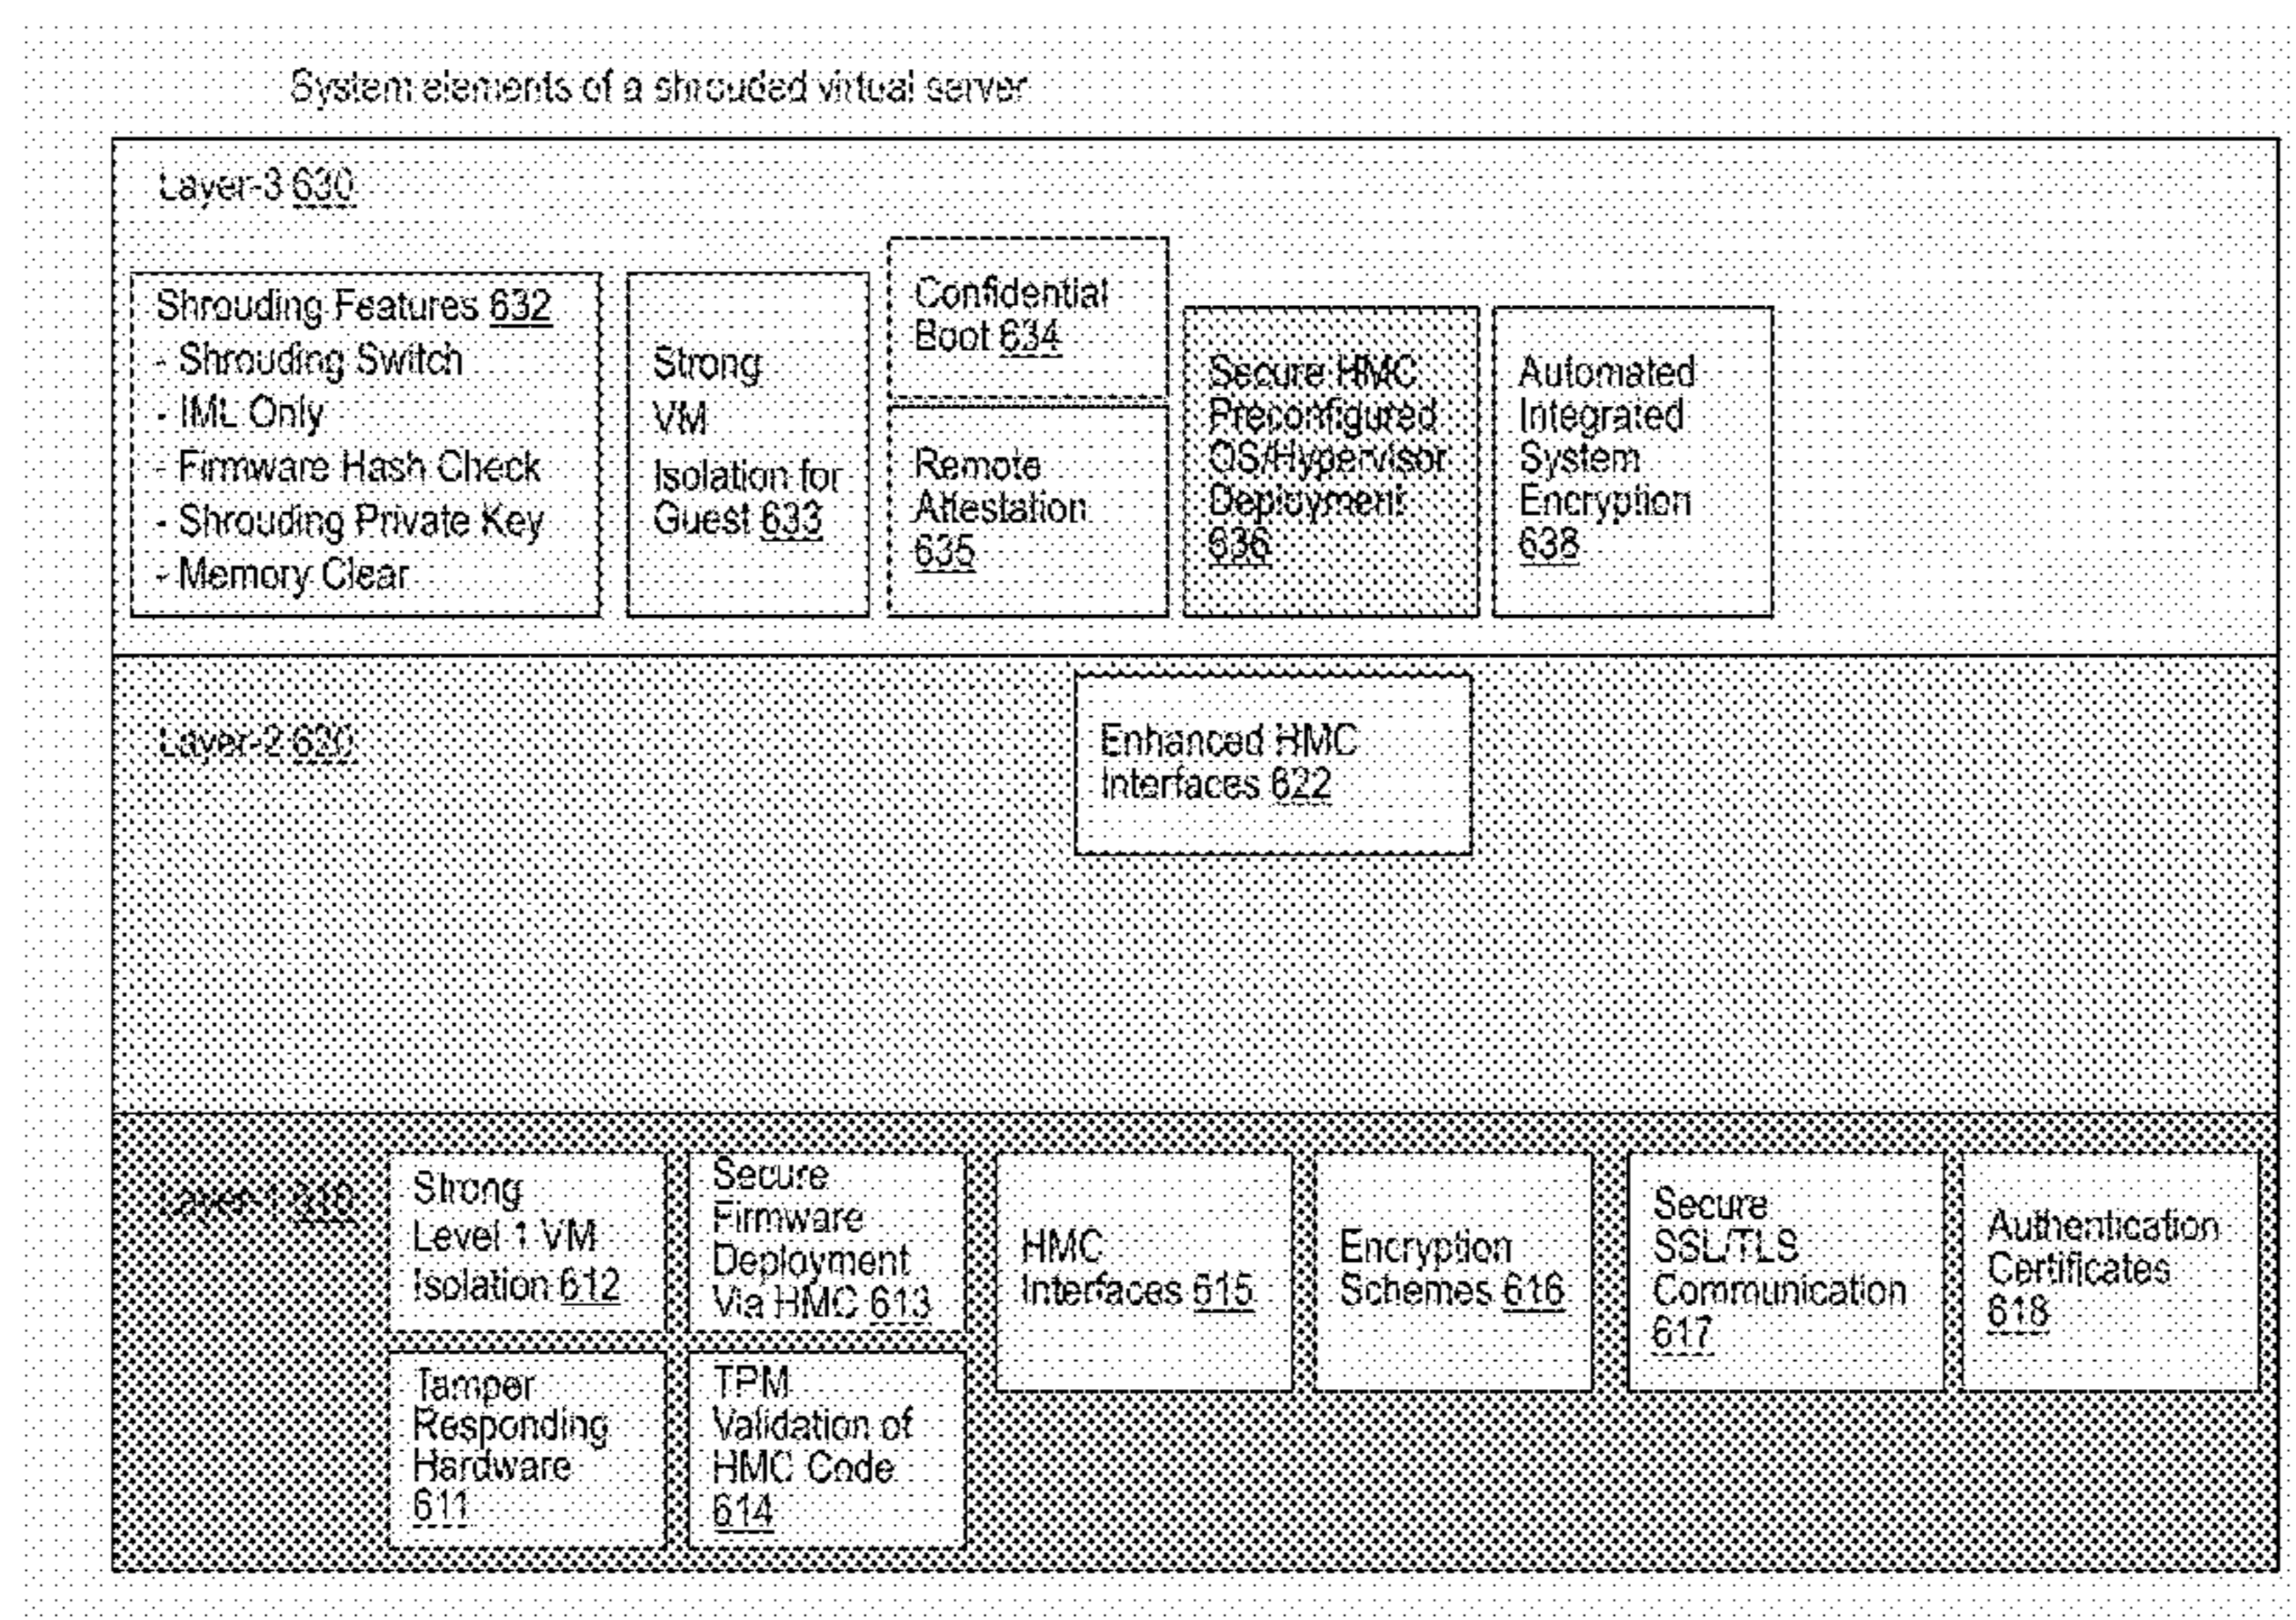 System elements of a shrouded virtual server
Layer-3 630
Shrouding Features 632
- Shrouding Switch
- IML Only
- Firmware Hash Check
- Shrouding Private Key
- Memory Clear
Strong
VM
Isolation for
Guest 633
Confidential
Boot 634
Remote
Attestation
635
Secure HMC
Preconfigured
OS/Hypervisor
Deployment
636
Automated
Integrated
System
Encryption
638
Layer-2 620
Enhanced HMC
Interfaces 622
Strong
Level 1 VM
Isolation 612
Secure
Firmware
Deployment
Via HMC 613
HMC
Interfaces 615
Encryption
Schemes 616
Secure
SSL/TLS
Communication
617
Authentication
Certificates
618
Tamper
Responding
Hardware
611
TPM
Validation of
HMC Code
614